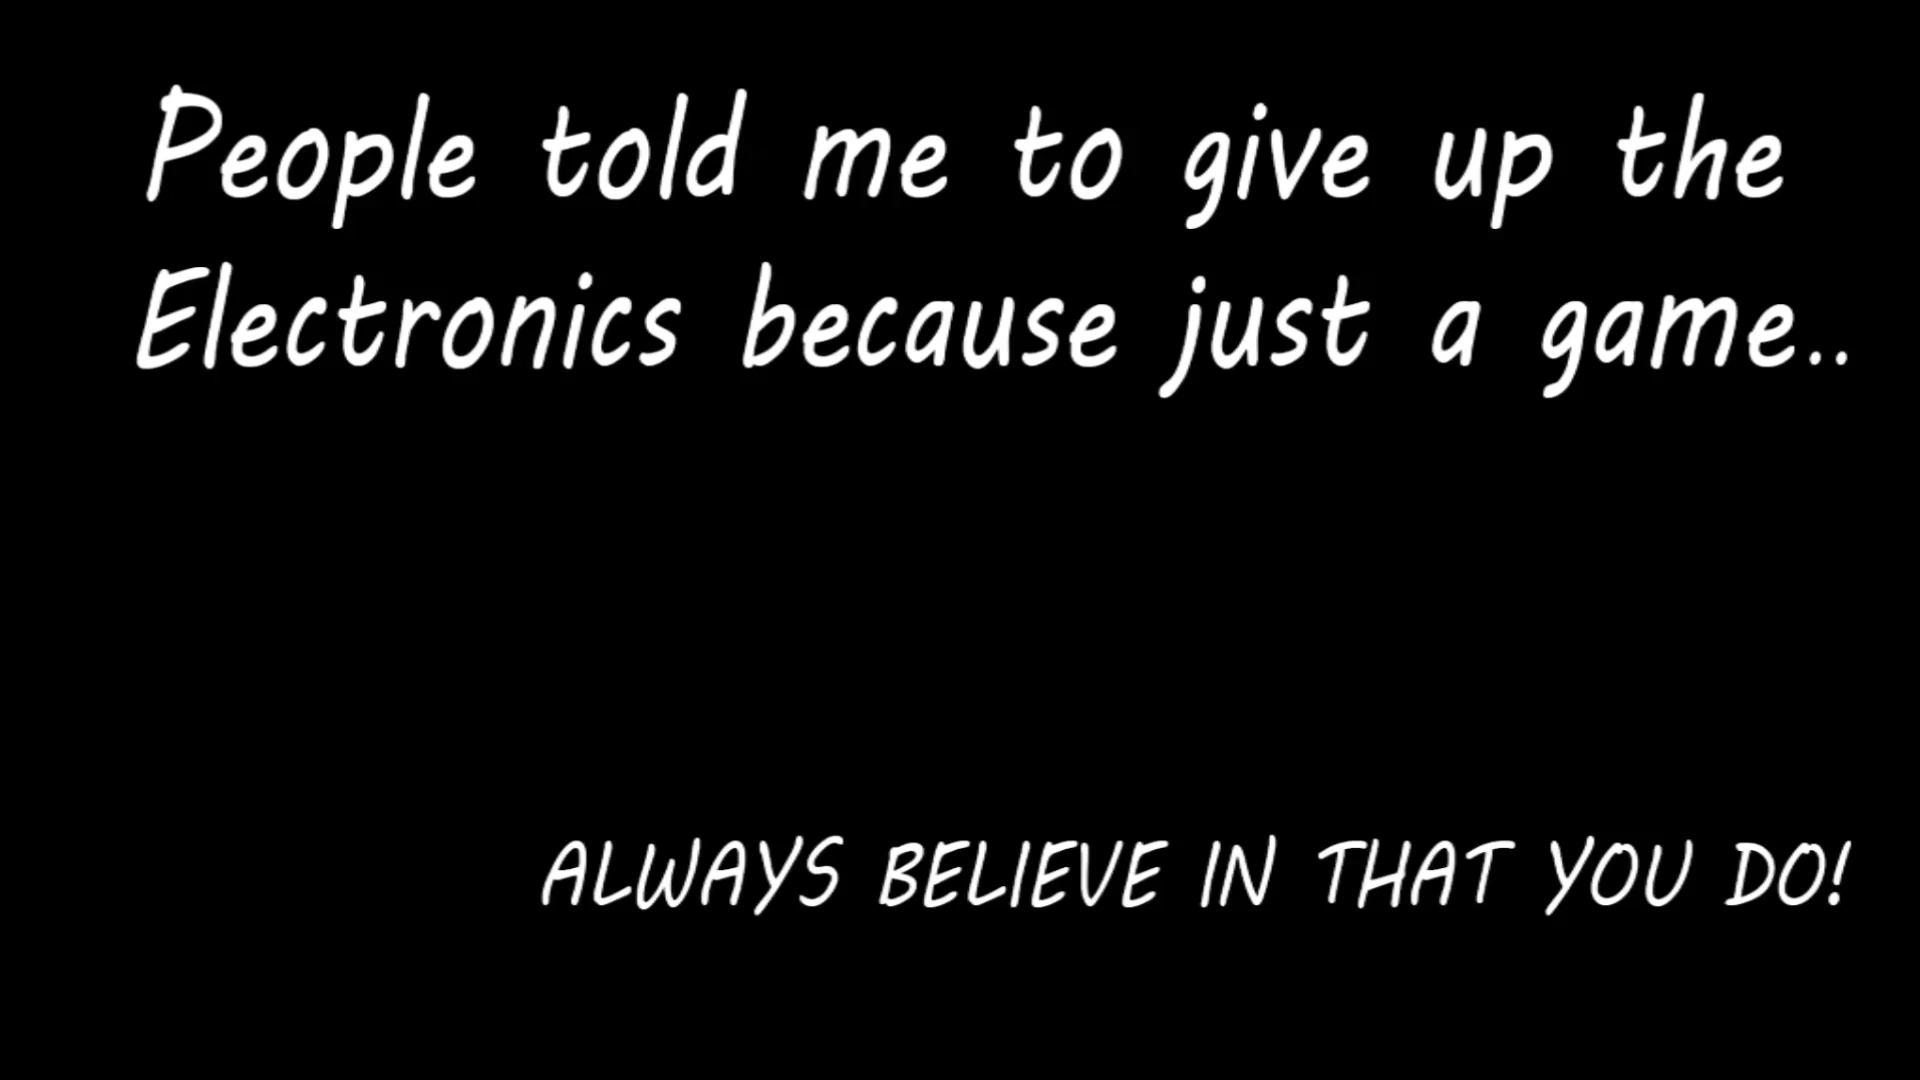 People told me to give up the
Electronics because just a game..
ALWAYS BELIEVE IN THAT YOU DO!